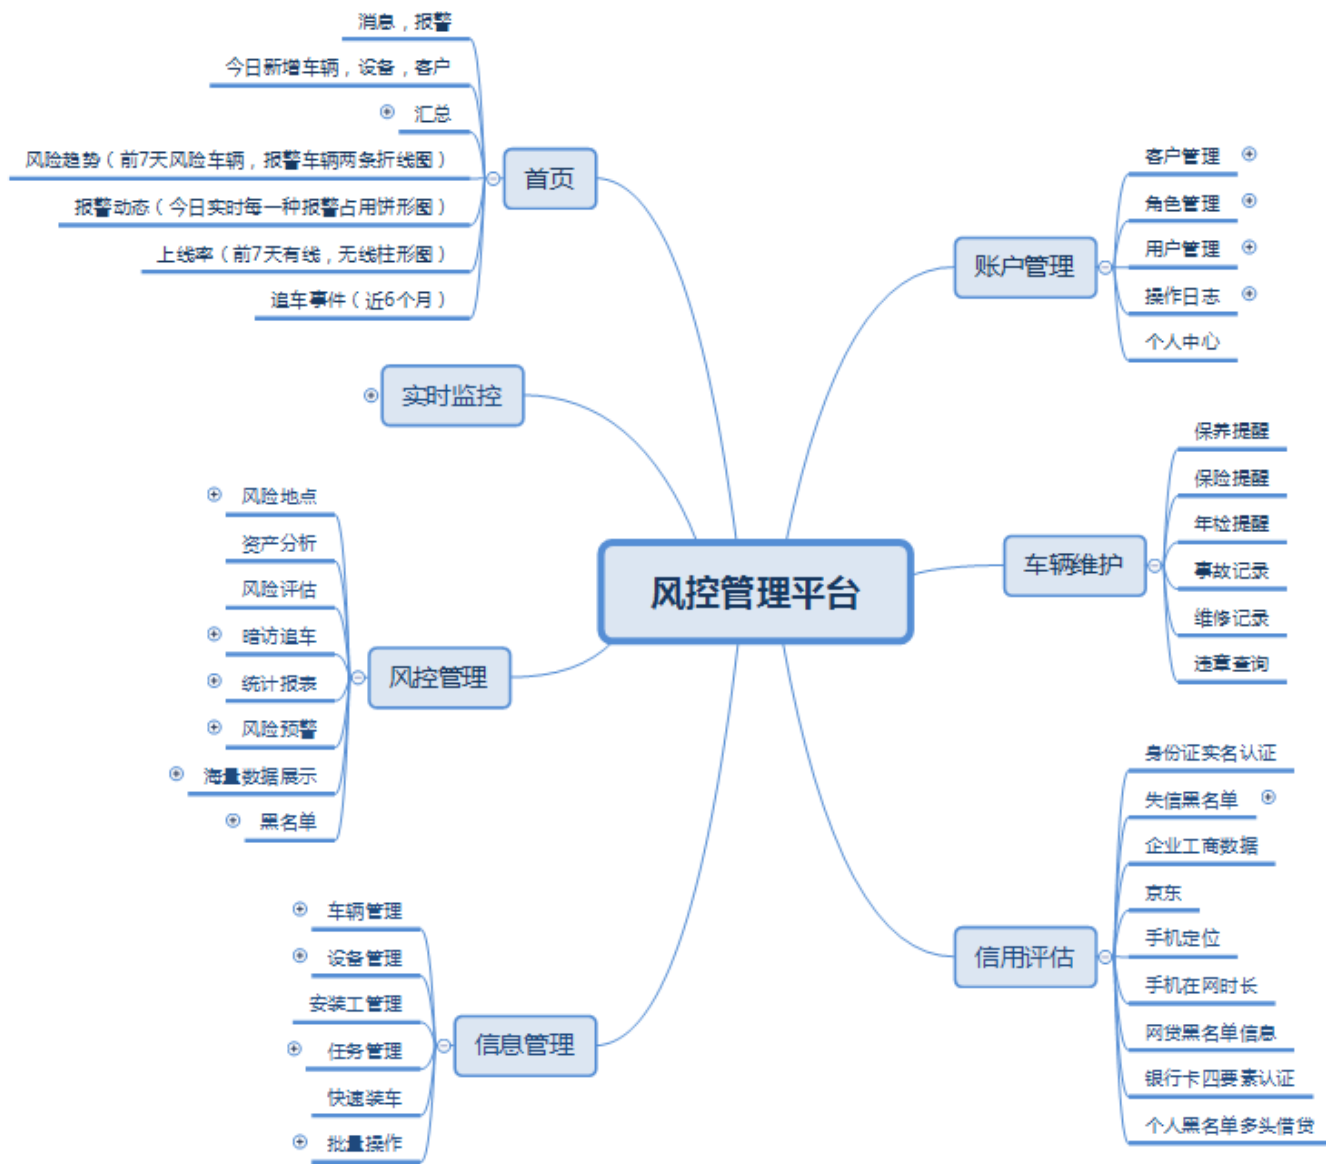 消息，报警
今日新增车辆，设备，客户
汇总
风险趋势（前7天风险车辆，报警车辆两条折线图）
报警动态（今日实时每一种报警占用饼形图）
上线率（前7天有线，无线柱形图）
追车事件（近6个月）
首页
实时监控
风险地点
资产分析
风险评估
暗访追车
统计报表
风险预警
海量数据展示
黑名单
风控管理
车辆管理
设备管理
安装工管理
任务管理
快速装车
批量操作
信息管理
风控管理平台
账户管理
客户管理
角色管理
用户管理
操作日志
个人中心
车辆维护
保养提醒
保险提醒
年检提醒
事故记录
维修记录
违章查询
信用评估
身份证实名认证
失信黑名单
企业工商数据
京东
手机定位
手机在网时长
网贷黑名单信息
银行卡四要素认证
个人黑名单多头借贷